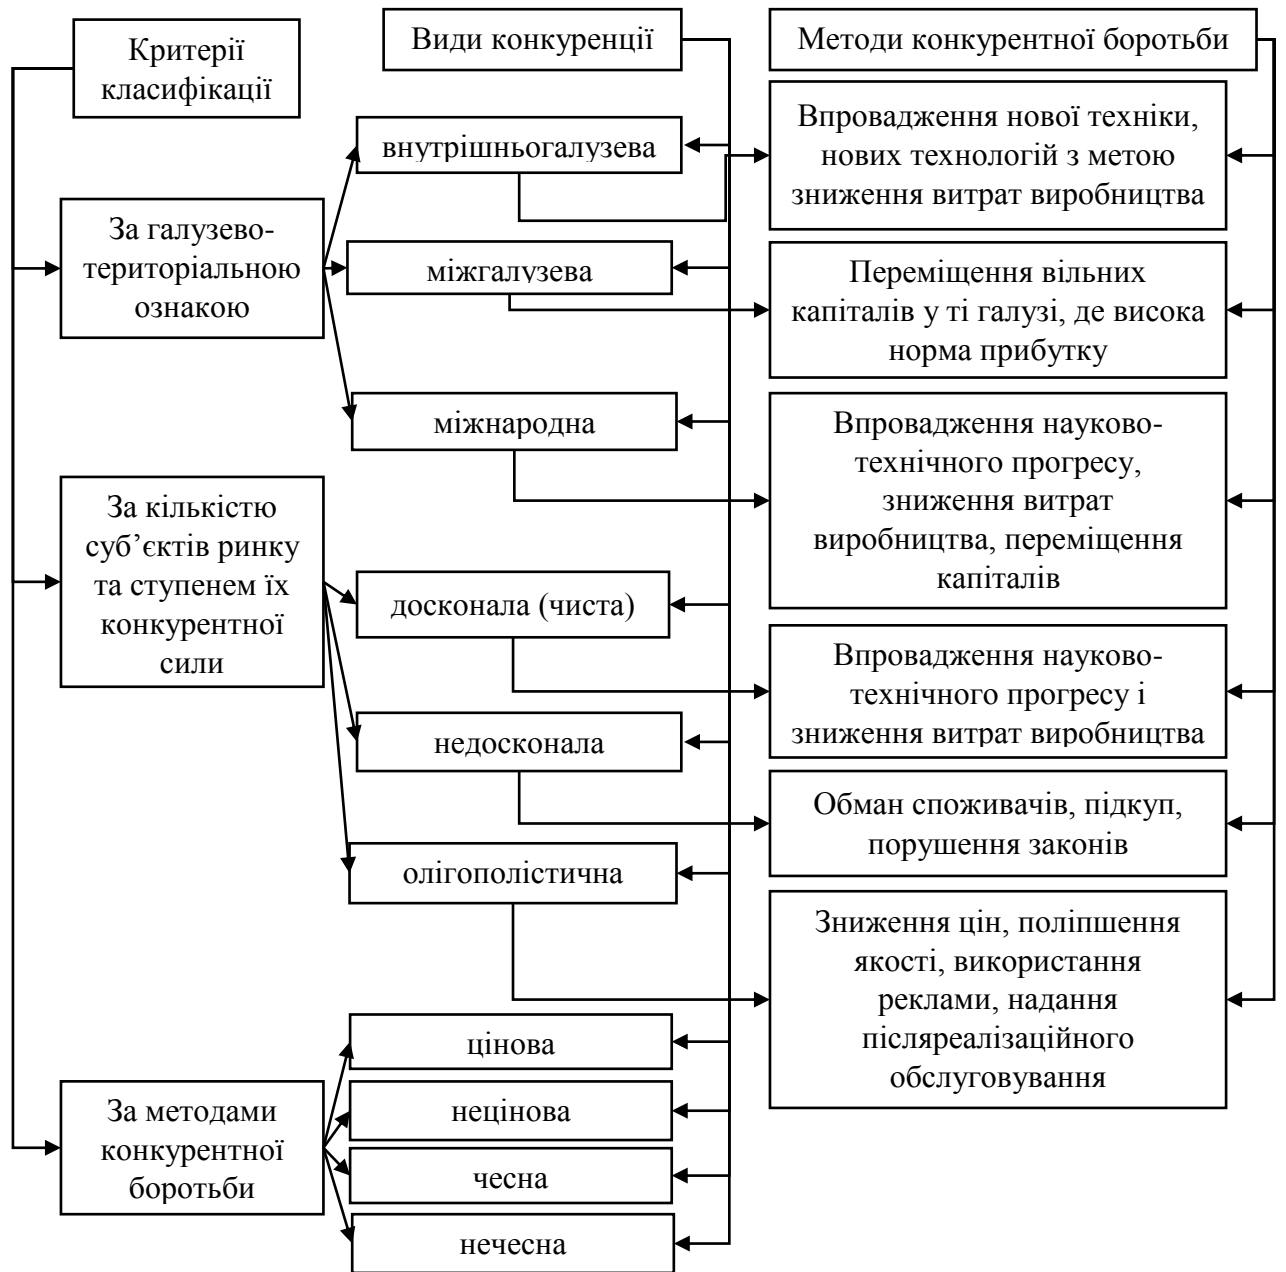 Критерії
класифікації
Види конкуренції
Методи конкурентної боротьби
За галузево-
територіальною
ознакою
внутрішньогалузева
міжгалузева
міжнародна
Впровадження нової техніки,
нових технологій з метою
зниження витрат виробництва
Переміщення вільних
капіталів у ті галузі, де висока
норма прибутку
Впровадження науково-
технічного прогресу,
зниження витрат
виробництва, переміщення
капіталів
За кількістю
суб’єктів ринку
та ступенем їх
конкурентної
сили
досконала (чиста)
недосконала
олігополістична
Впровадження науково-
технічного прогресу і
зниження витрат виробництва
Обман споживачів, підкуп,
порушення законів
Зниження цін, поліпшення
якості, використання
реклами, надання
післяреалізаційного
обслуговування
За методами
конкурентної
боротьби
цінова
нецінова
чесна
нечесна